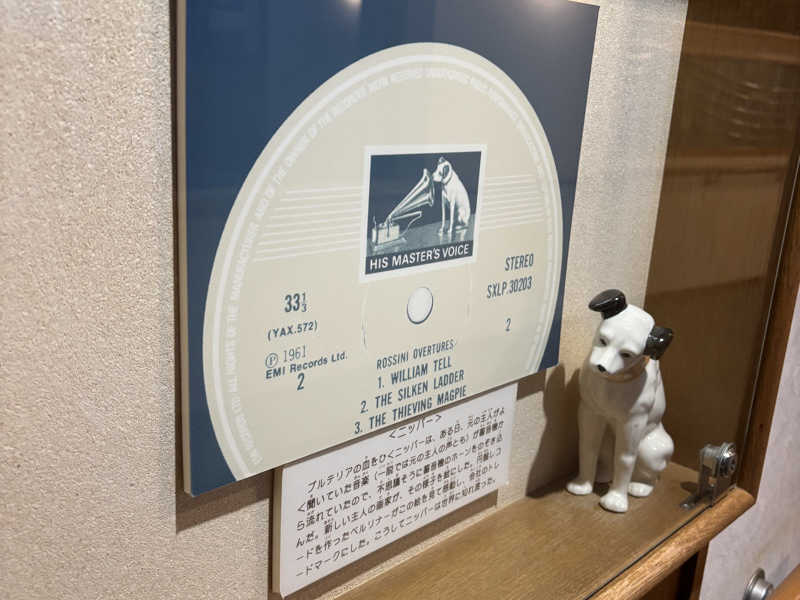 HIS MASTER'S VOICE
STEREO
SXLP.30203
2
33⅓
(YAX.572)
Ⓟ 1961
EMI Records Ltd.
2
ROSSINI OVERTURES:
1. WILLIAM TELL
2. THE SILKEN LADDER
3. THE THIEVING MAGPIE
<ニッパー>
ブルテリアの血をひくニッパーは、ある日、元の主人がよ
く聞いていた音楽（一説では元の主人の声とも）が蓄音機か
ら流れていたので、不思議そうに蓄音機のホーンをのぞき込
んだ。新しい主人の画家が、その様子を絵にした。円盤レコ
ードを作ったベルリナーがこの絵を見て感動し、会社のトレ
ードマークにした。こうしてニッパーは世界に知れ渡った。